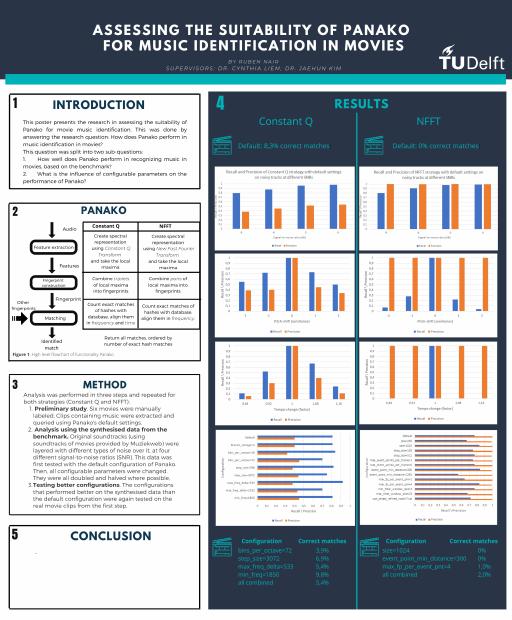 ASSESSING THE SUITABILITY OF PANAKO
FOR MUSIC IDENTIFICATION IN MOVIES
BY RUBEN NAIR
SUPERVISORS: DR. CYNTHIA LIEM, DR. JAEHUN KIM
TUDelft
1 INTRODUCTION
This poster presents the research in assessing the suitability of
Panako for movie music identification. This was done by
answering the research question: How does Panako perform in
music identification in movies?
This question was split into two sub-questions:
1. How well does Panako perform in recognizing music in
movies, based on the benchmark?
2. What is the influence of configurable parameters on the
performance of Panako?
2 PANAKO
Audio
Feature extraction
Features
Fingerprint
construction
Fingerprint
Other
fingerprints
Matching
Identified
match
Constant Q NFFT
Create spectral
representation
using Constant Q
Transform
and take the local
maxima
Create spectral
representation
using New Fast Fourier
Transform
and take the local
maxima
Combine triplets
of local maxima
into fingerprints
Combine pairs of
local maxima into
fingerprints
Count exact matches
of hashes with
database, align them
in frequency and time
Count exact matches of
hashes with database,
align them in frequency.
Return all matches, ordered by
number of exact hash matches
Figure 1: High level flowchart of functionality Panako.
3 METHOD
Analysis was performed in three steps and repeated for
both strategies (Constant Q and NFFT).
1. Preliminary study. Six movies were manually
labeled. Clips containing music were extracted and
queried using Panako's default settings.
2. Analysis using the synthesised data from the
benchmark. Original soundtracks (using
soundtracks of movies provided by Muziekweb) were
layered with different types of noise over it, at four
different signal-to-noise ratios (SNR). This data was
first tested with the default configuration of Panako.
Then, all configurable parameters were changed.
They were all doubled and halved where possible.
3. Testing better configurations. The configurations
that performed better on the synthesised data than
the default configuration were again tested on the
real movie clips from the first step.
5 CONCLUSION
4 RESULTS
Constant Q
Default: 8,3% correct matches
Recall and Precision of Constant Q strategy with default settings
on noisy tracks at different SNRs
Pitch shift (semitones)
Tempo change (factor)
Configuration Correct matches
bins_per_octave=72 3,9%
step_size=3072 6,9%
max_freq_delta=533 5,4%
min_freq=1856 9,8%
all combined 5,4%
NFFT
Default: 0% correct matches
Recall and Precision of NFFT strategy with default settings on
noisy tracks at different SNRs
Pitch shift (semitones)
Tempo change (factor)
Configuration Correct matches
size=1024 0%
event_point_min_distance=300 0%
max_fp_per_event_pnt=4 1,0%
all combined 2,0%